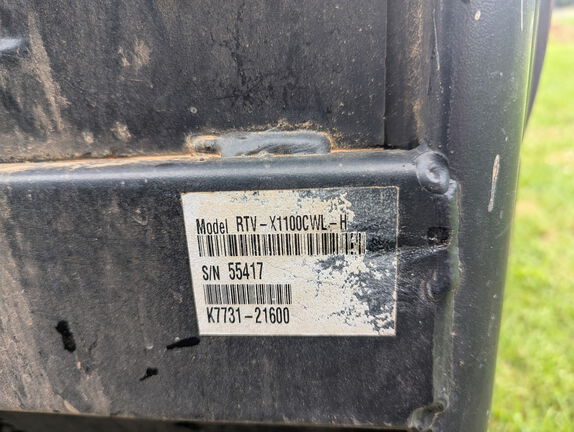 Model RTV-X1100CWL-H
S/N 55417
K7731-21600